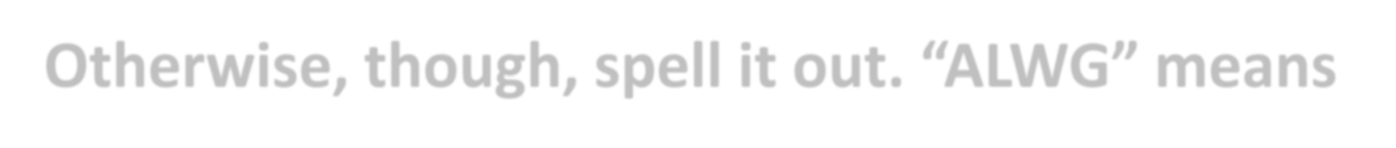 Otherwise, though, spell it out. “ALWG” means